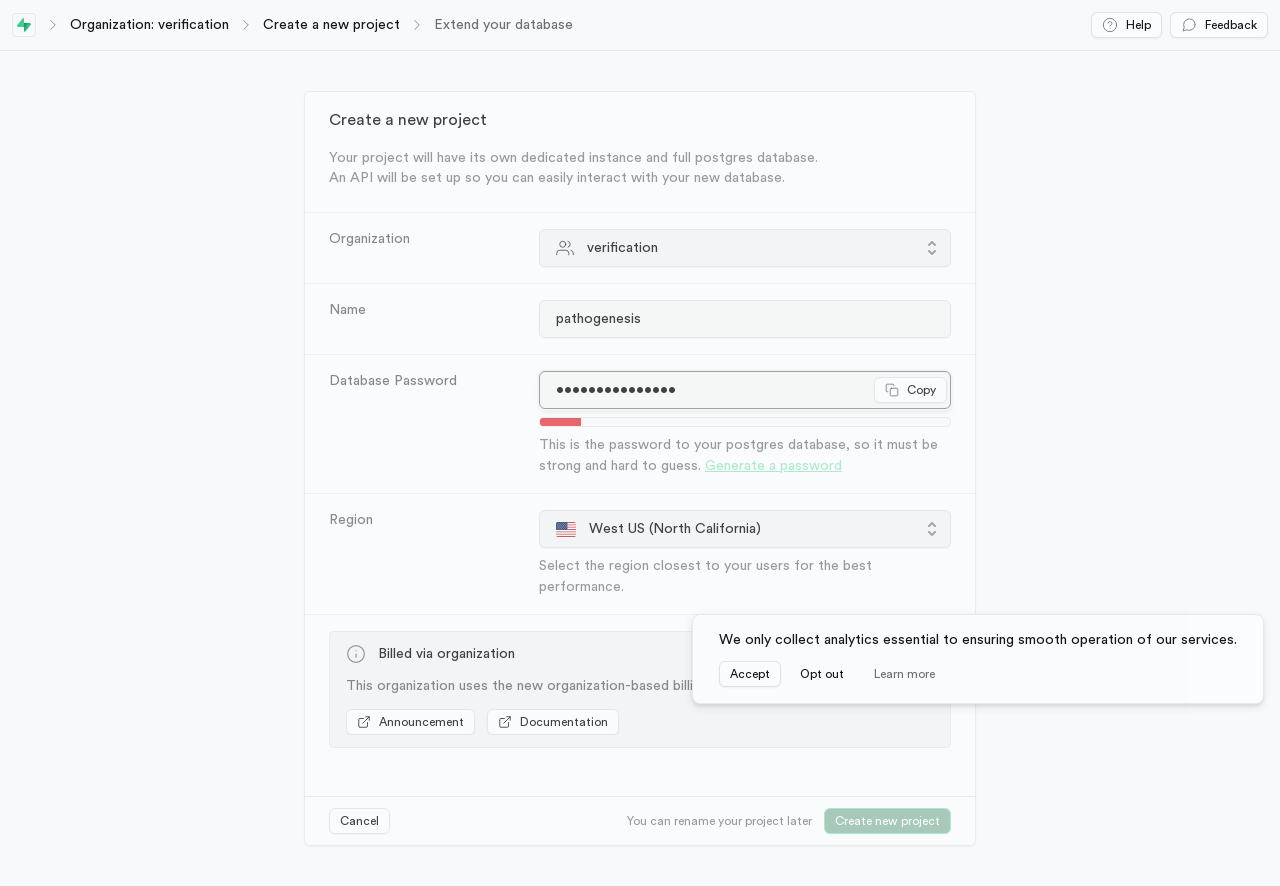 Organization: verification
Create a new project
Extend your database
Help
Feedback
Create a new project
Your project will have its own dedicated instance and full postgres database.
An API will be set up so you can easily interact with your new database.
Organization
verification
Name
pathogenesis
Database Password
•••••••••••••••
Copy
This is the password to your postgres database, so it must be
strong and hard to guess. Generate a password
Region
West US (North California)
Select the region closest to your users for the best
performance.
Billed via organization
This organization uses the new organization-based
Announcement
Documentation
We only collect analytics essential to ensuring smooth operation of our services.
Accept
Opt out
Learn more
Cancel
You can rename your project later
Create new project